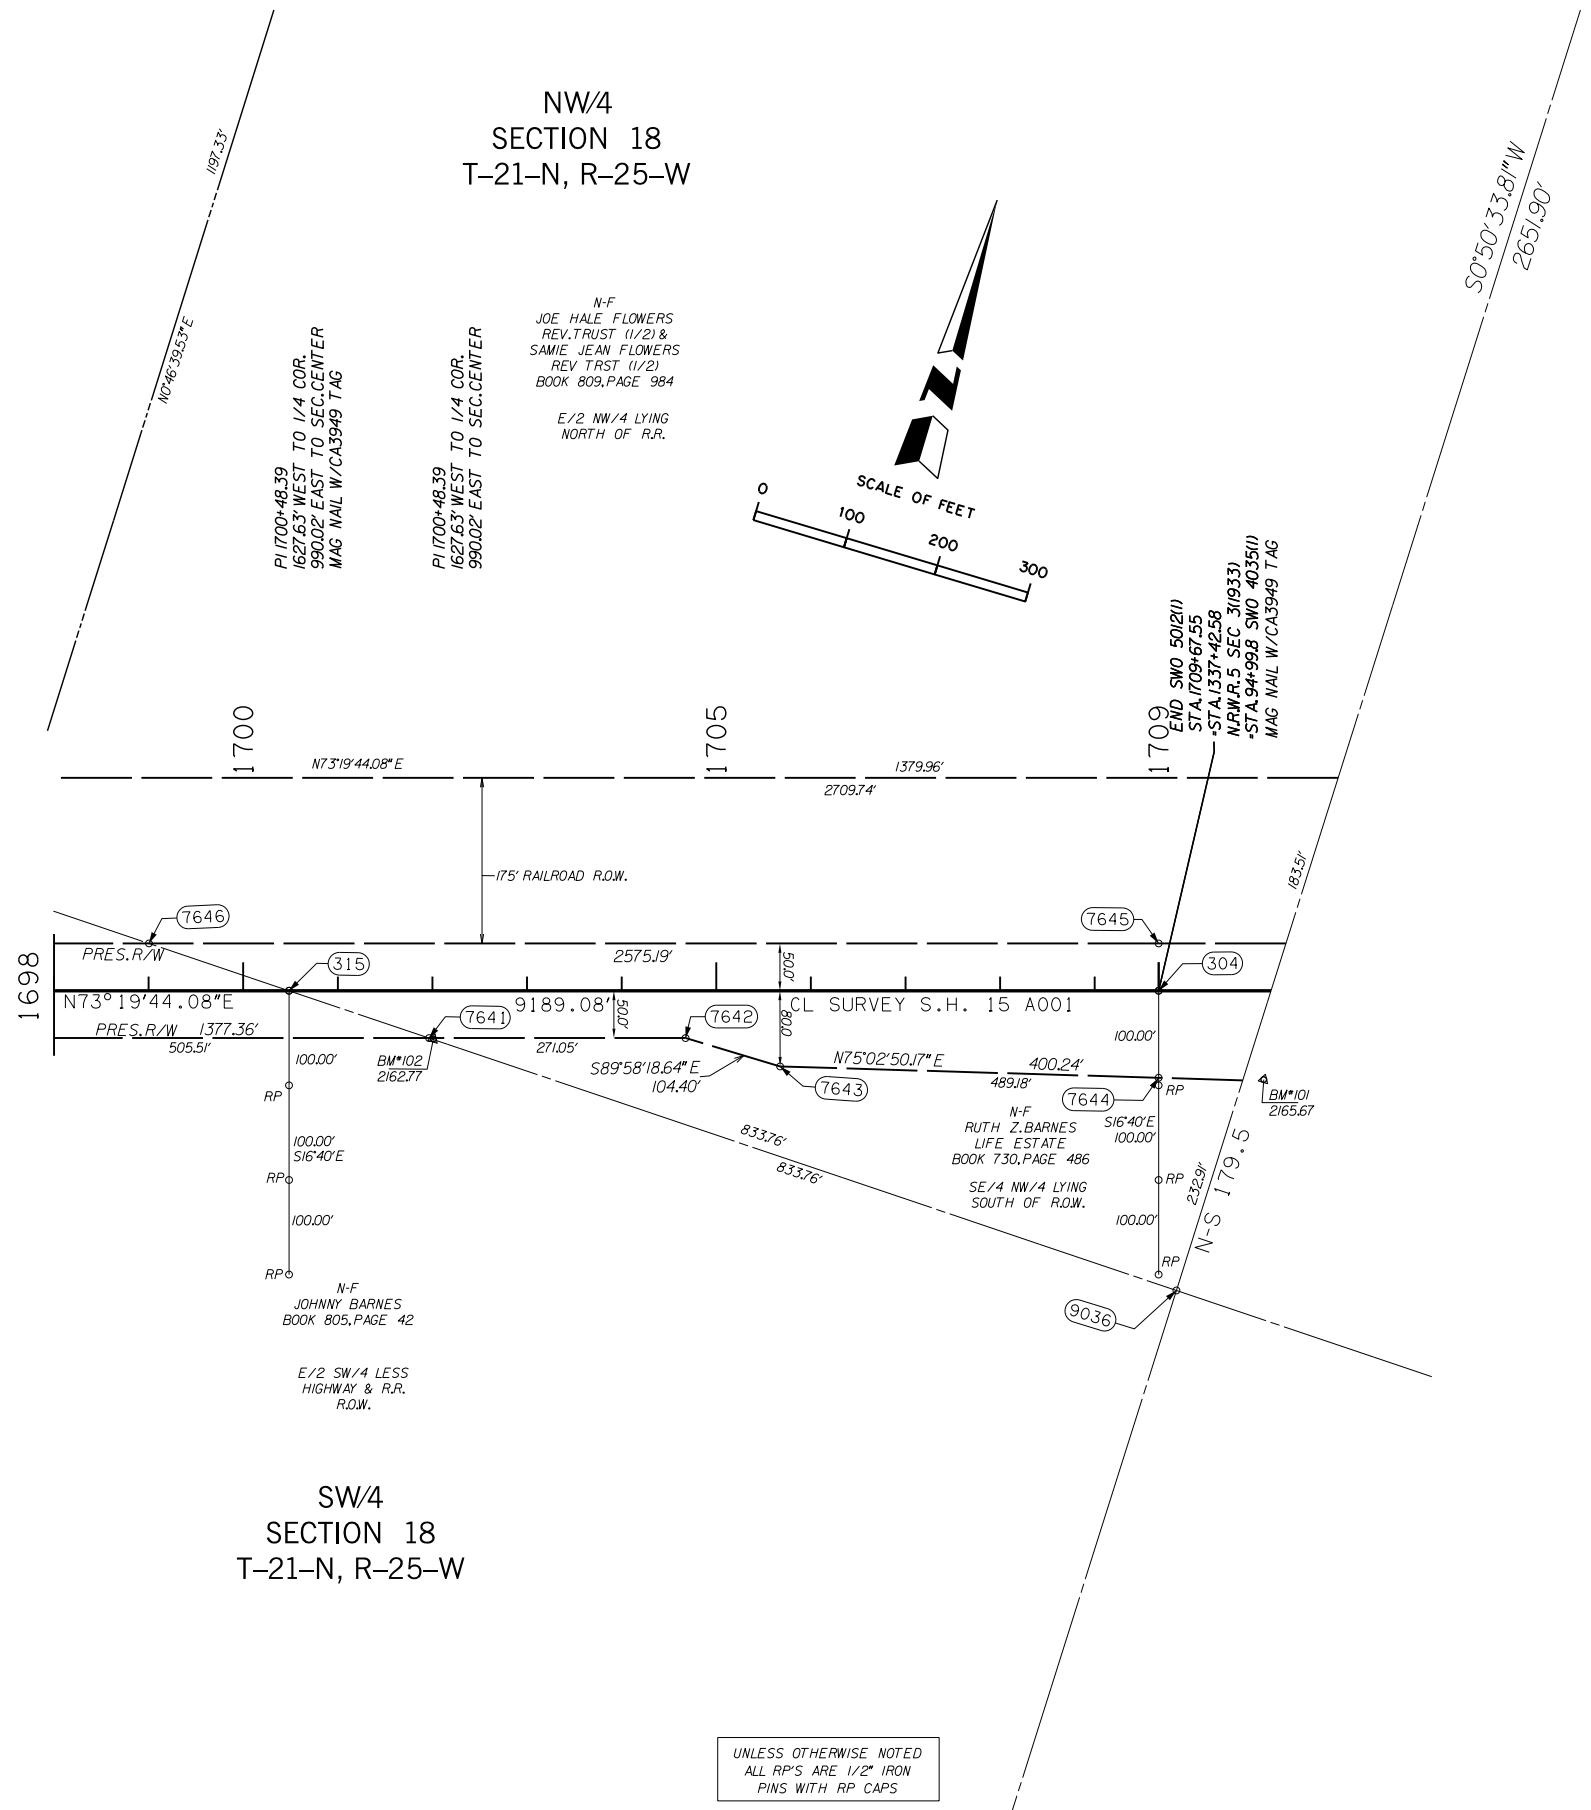 NW/4
SECTION 18
T–21–N, R–25–W
1197.33'
N0°46'39.53"E
S0°50'33.81"W
2651.90'
N-F
JOE HALE FLOWERS
REV.TRUST (1/2) &
SAMIE JEAN FLOWERS
REV TRST (1/2)
BOOK 809,PAGE 984
E/2 NW/4 LYING
NORTH OF R.R.
PI 1700+48.39
1627.63' WEST TO 1/4 COR.
990.02' EAST TO SEC.CENTER
MAG NAIL W/CA3949 TAG
PI 1700+48.39
1627.63' WEST TO 1/4 COR.
990.02' EAST TO SEC.CENTER
N
SCALE OF FEET
0
100
200
300
END SWO 5012(1)
STA.1709+67.55
=STA.1337+42.58
N.R.W.R.5 SEC 3(1933)
=STA.94+99.8 SWO 4035(1)
MAG NAIL W/CA3949 TAG
1700
1705
1709
N73°19'44.08"E
1379.96'
2709.74'
175' RAILROAD R.O.W.
183.51'
7646
7645
PRES.R/W
2575.19'
50.0'
1698
315
304
N73°19'44.08"E
9189.08'
CL SURVEY S.H. 15 A001
PRES.R/W 1377.36'
505.51'
7641
50.0'
7642
80.0
100.00'
100.00'
BM#102
2162.77
271.05'
S89°58'18.64"E
104.40'
N75°02'50.17"E
400.24'
489.18'
7643
7644
RP
RP
BM#101
2165.67
N-F
RUTH Z.BARNES
LIFE ESTATE
BOOK 730,PAGE 486
SE/4 NW/4 LYING
SOUTH OF R.O.W.
S16°40'E
100.00'
100.00'
S16°40'E
833.76'
833.76'
RP
RP
232.91'
N-S 179.5
100.00'
100.00'
RP
RP
9036
N-F
JOHNNY BARNES
BOOK 805,PAGE 42
E/2 SW/4 LESS
HIGHWAY & R.R.
R.O.W.
SW/4
SECTION 18
T–21–N, R–25–W
UNLESS OTHERWISE NOTED
ALL RP'S ARE 1/2" IRON
PINS WITH RP CAPS